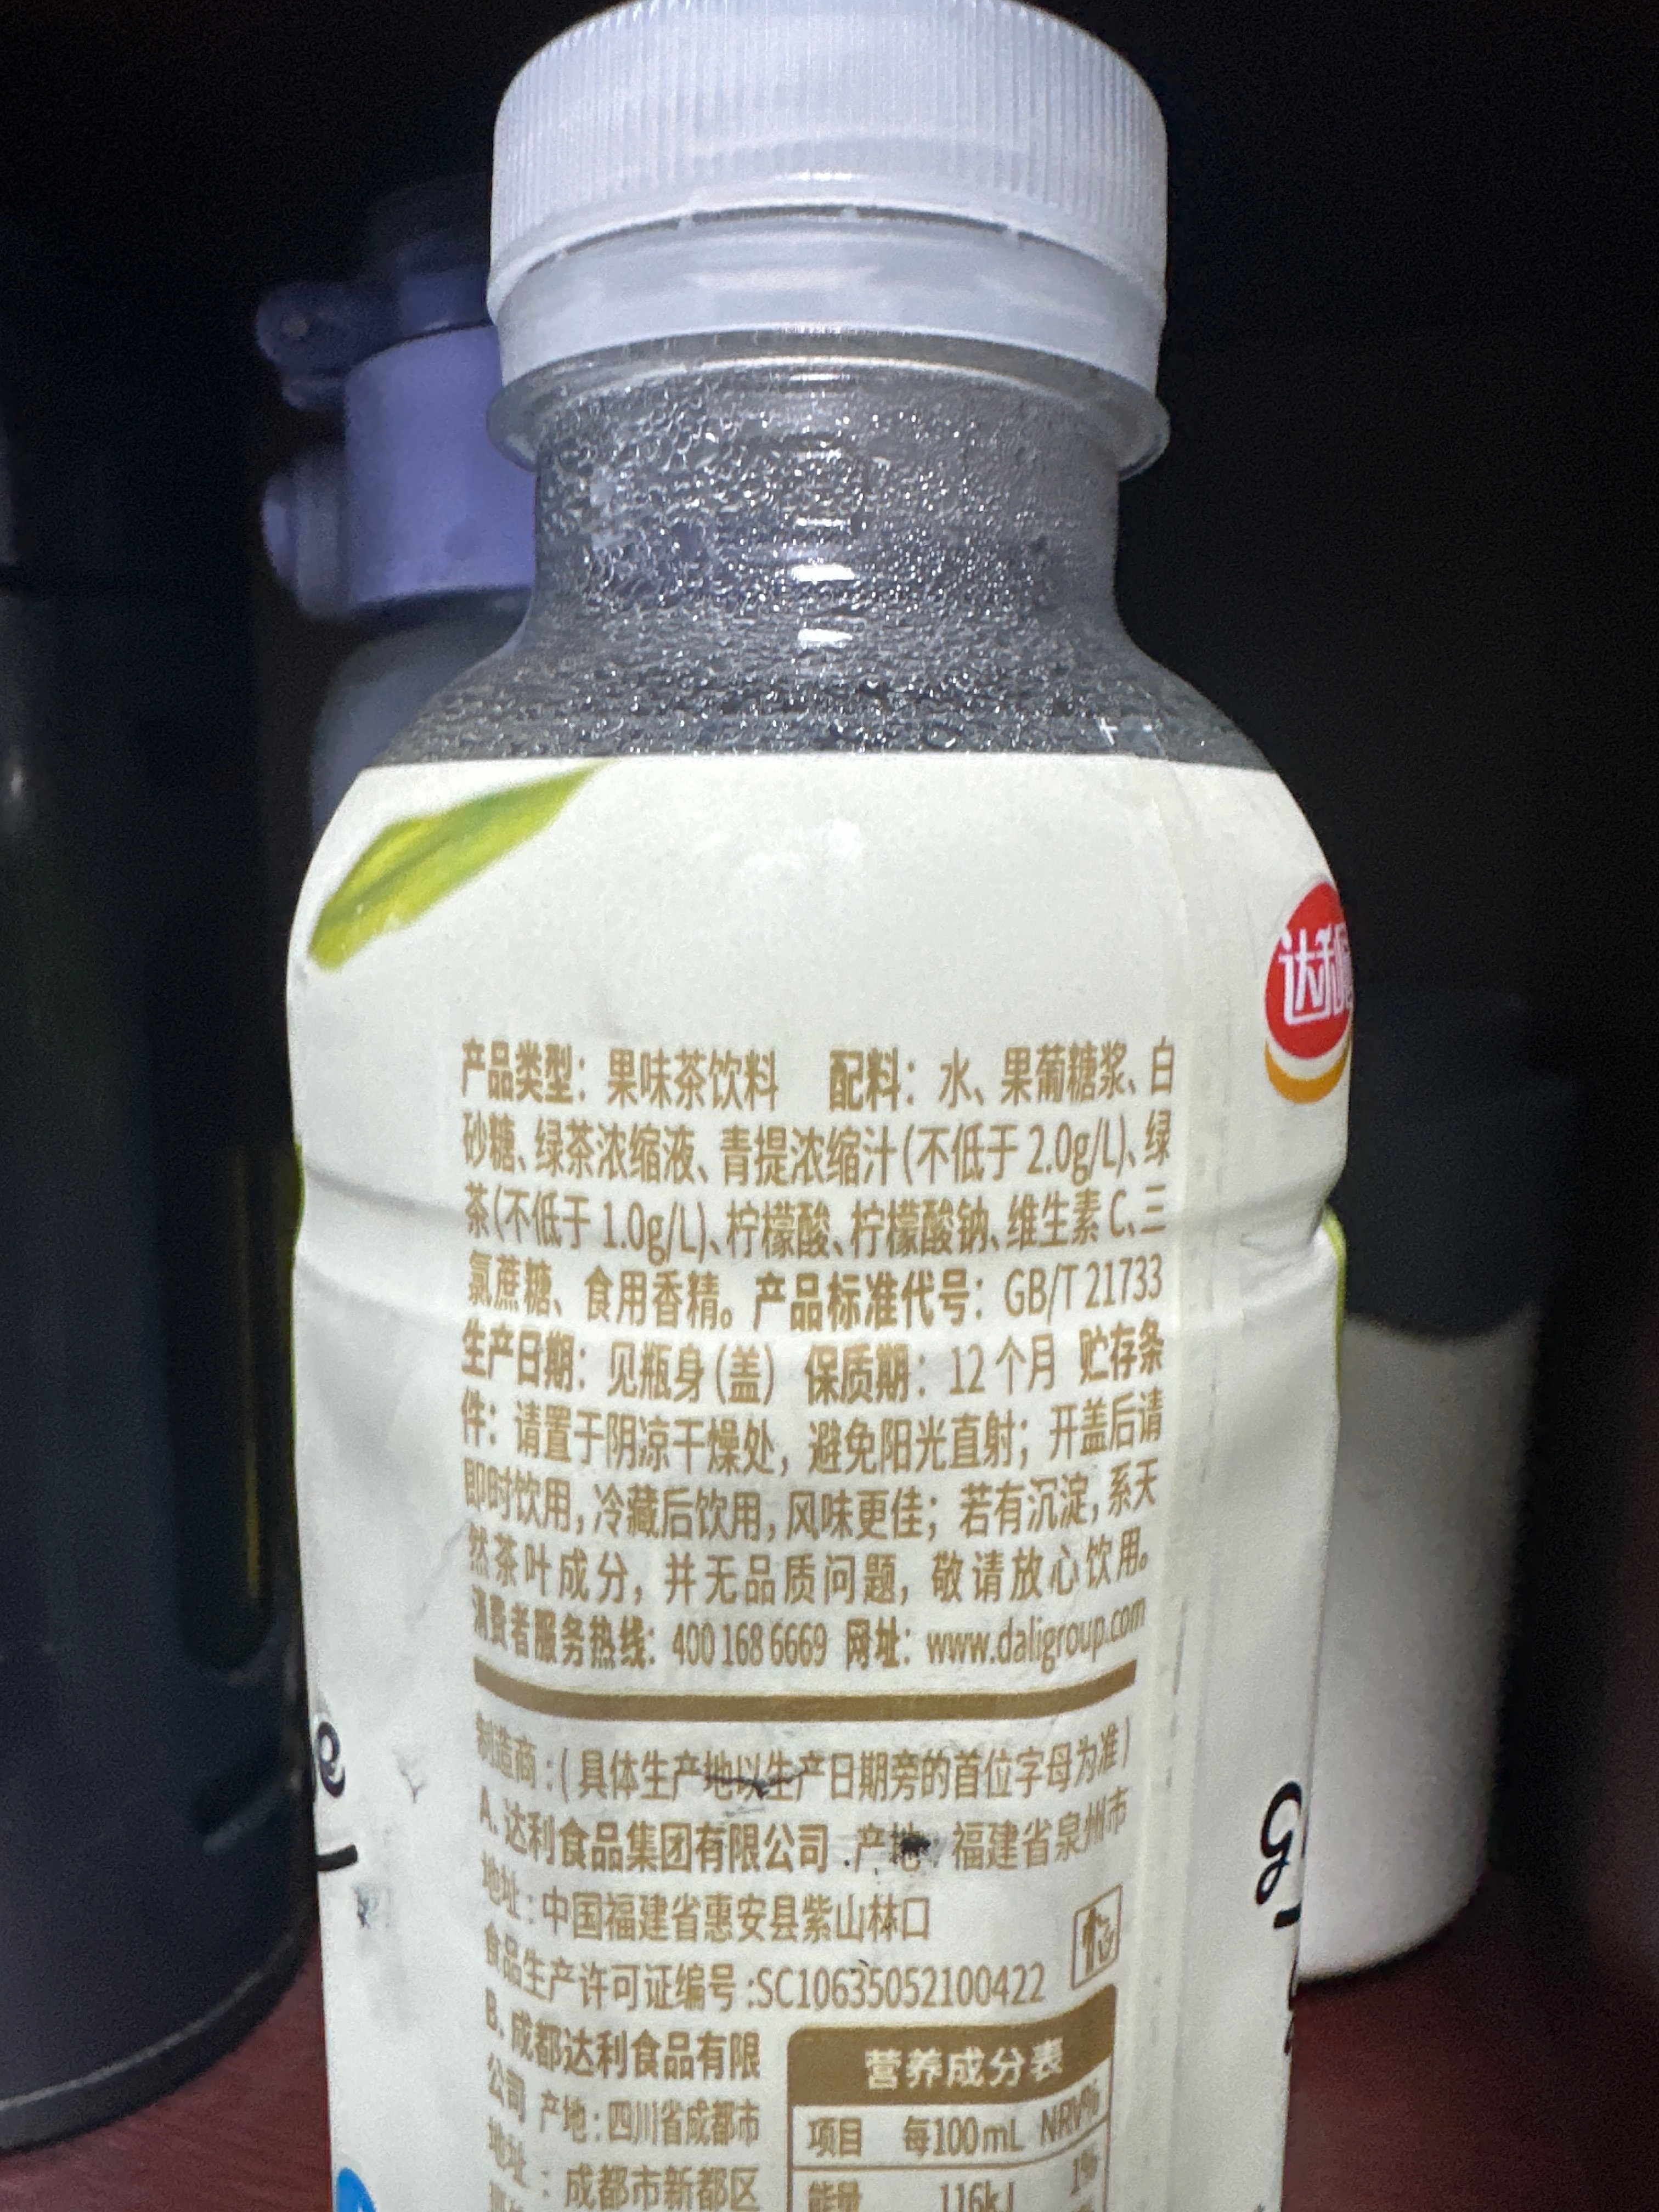 达利园
产品类型：果味茶饮料 配料：水、果葡糖浆、白
砂糖、绿茶浓缩液、青提浓缩汁(不低于2.0g/L)、绿
茶(不低于1.0g/L)、柠檬酸、柠檬酸钠、维生素C、三
氯蔗糖、食用香精。产品标准代号：GB/T 21733
生产日期：见瓶身(盖) 保质期：12个月 贮存条
件：请置于阴凉干燥处，避免阳光直射；开盖后请
即时饮用，冷藏后饮用，风味更佳；若有沉淀，系天
然茶叶成分，并无品质问题，敬请放心饮用。
消费者服务热线：400 168 6669 网址：www.daligroup.com
制造商：(具体生产地以生产日期旁的首位字母为准)
A. 达利食品集团有限公司 产地：福建省泉州市
地址：中国福建省惠安县紫山林口
食品生产许可证编号:SC10635052100422
B. 成都达利食品有限
公司 产地：四川省成都市
地址：成都市新都区
营养成分表
项目 每100mL NRV%
能量 116kJ 1%
e